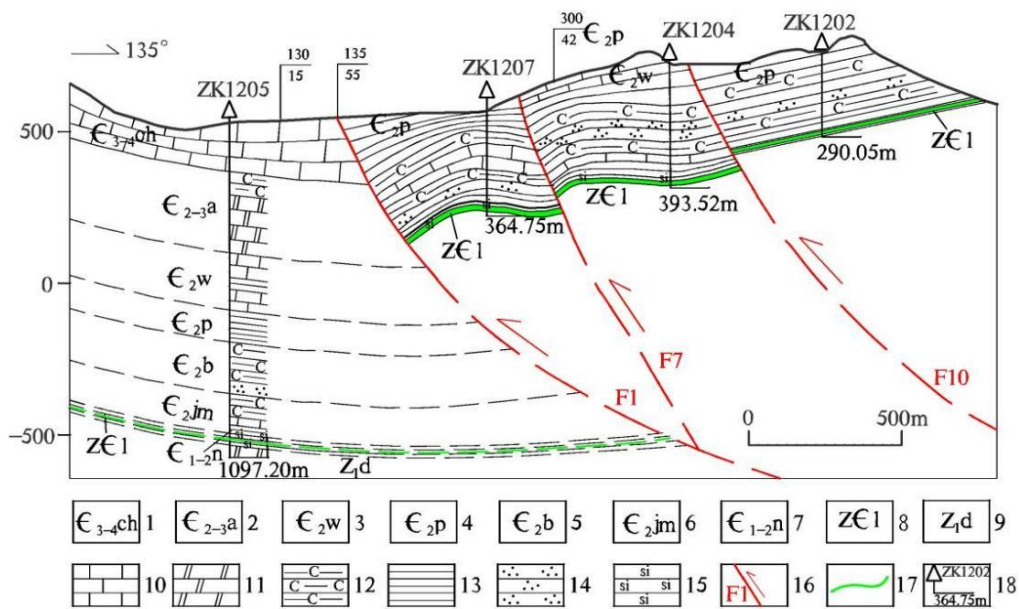 135°
ZK1205
130
15
135
55
ZK1207
300
42
Є₂p
ZK1204
ZK1202
500
0
−500
Є₃₋₄ch
Є₂p
Є₂w
Є₂p
C
ZЄ1
290.05m
ZЄ1
393.52m
364.75m
ZЄ1
Є₂₋₃a
Є₂w
Є₂p
Є₂b
Є₂jm
ZЄ1
Є₁₋₂n
1097.20m
Z₁d
F1
F7
F10
0 500m
Є₃₋₄ch 1 Є₂₋₃a 2 Є₂w 3 Є₂p 4 Є₂b 5 Є₂jm 6 Є₁₋₂n 7 ZЄ1 8 Z₁d 9
10 11 C C C C 12 13 14 si si si 15 F1 16 17 ZK1202 364.75m 18